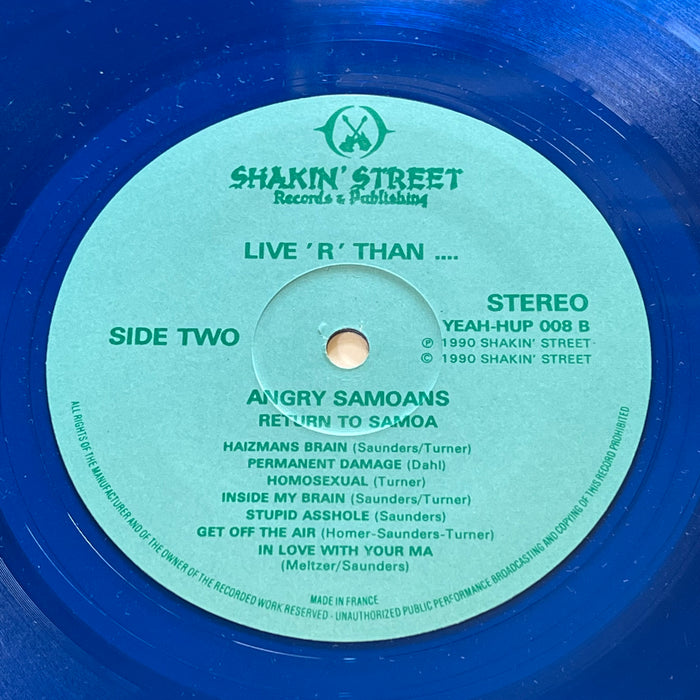 SHAKIN' STREET
Records & Publishing
LIVE 'R' THAN ....
STEREO
SIDE TWO
YEAH-HUP 008 B
℗ 1990 SHAKIN' STREET
© 1990 SHAKIN' STREET
ANGRY SAMOANS
RETURN TO SAMOA
HAIZMANS BRAIN (Saunders/Turner)
PERMANENT DAMAGE (Dahl)
HOMOSEXUAL (Turner)
INSIDE MY BRAIN (Saunders/Turner)
STUPID ASSHOLE (Saunders)
GET OFF THE AIR (Homer-Saunders-Turner)
IN LOVE WITH YOUR MA
(Meltzer/Saunders)
MADE IN FRANCE
ALL RIGHTS OF THE MANUFACTURER AND OF THE OWNER OF THE RECORDED WORK RESERVED - UNAUTHORIZED PUBLIC PERFORMANCE BROADCASTING AND COPYING OF THIS RECORD PROHIBITED